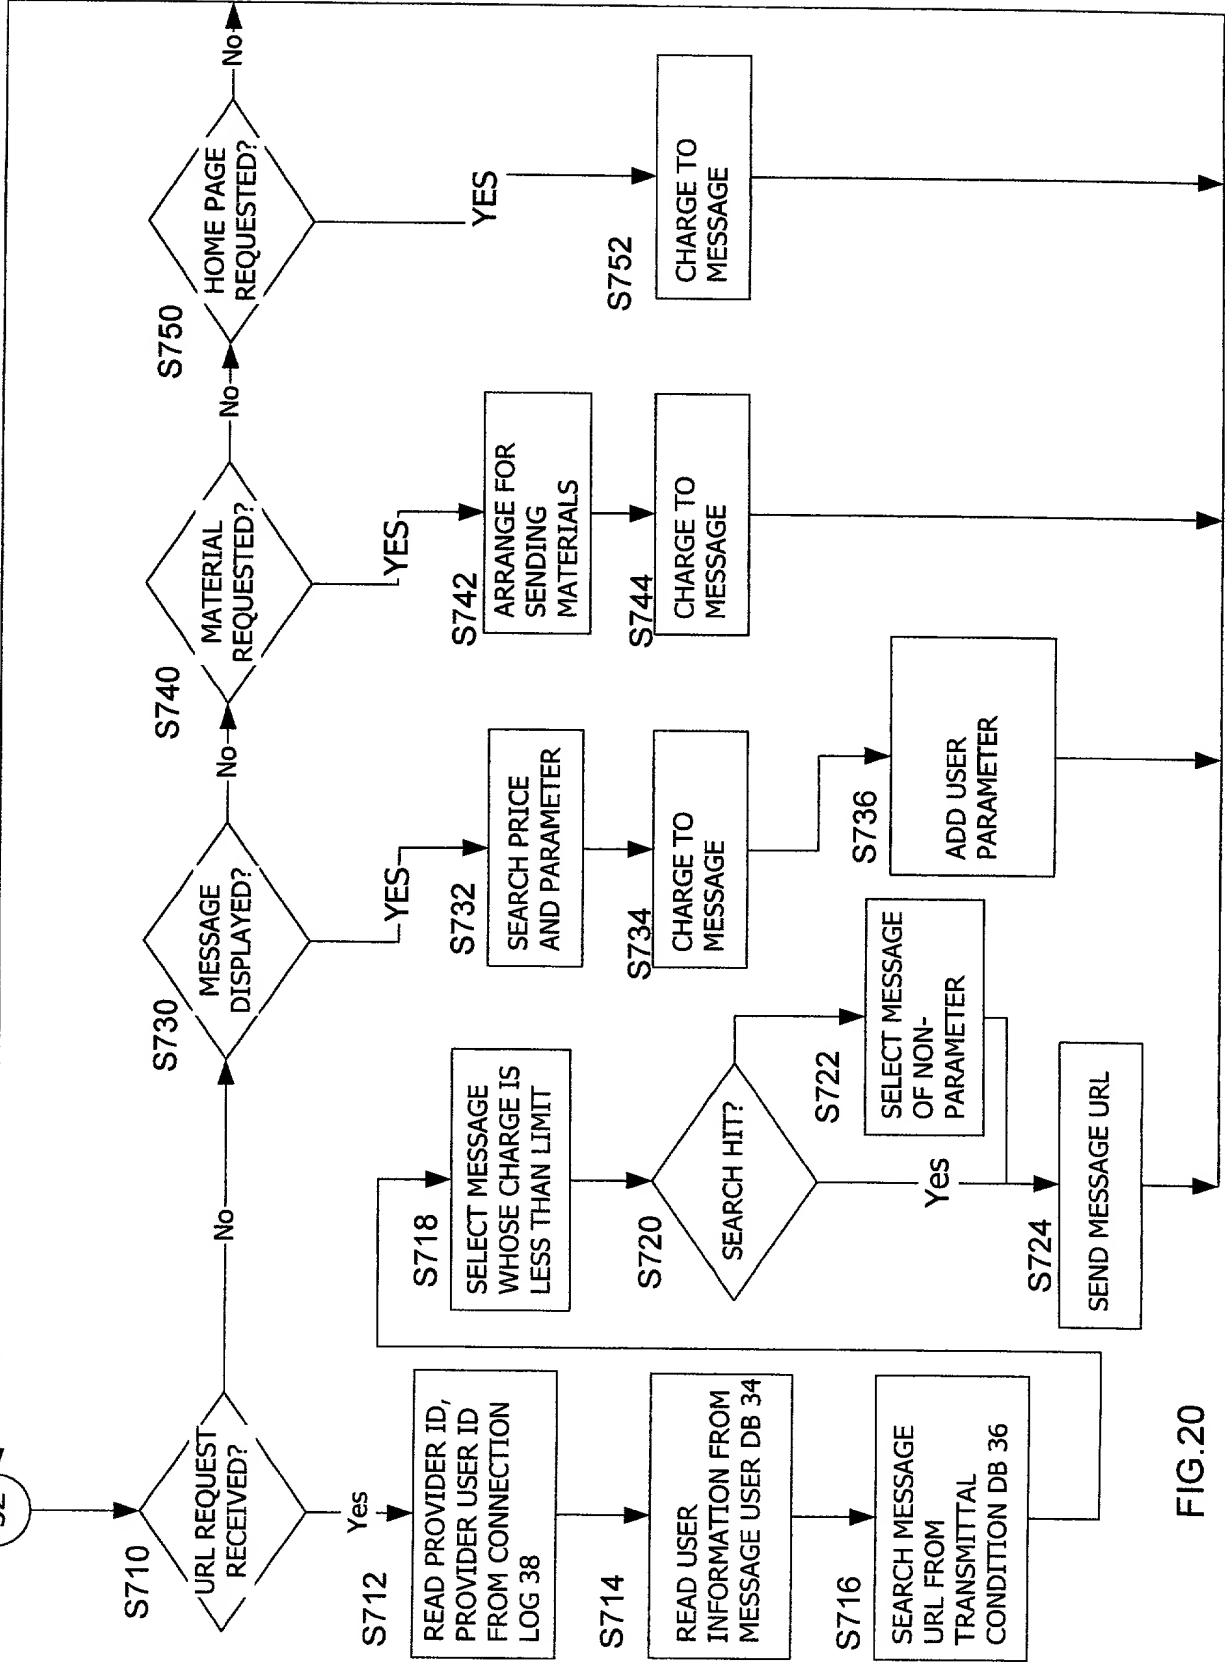 S710
URL REQUEST
RECEIVED?
Yes
No
S712
READ PROVIDER ID,
PROVIDER USER ID
FROM CONNECTION
LOG 38
S714
READ USER
INFORMATION FROM
MESSAGE USER DB 34
S716
SEARCH MESSAGE
URL FROM
TRANSMITTAL
CONDITION DB 36
S718
SELECT MESSAGE
WHOSE CHARGE IS
LESS THAN LIMIT
S720
SEARCH HIT?
Yes
S722
SELECT MESSAGE
OF NON-
PARAMETER
S724
SEND MESSAGE URL
S730
MESSAGE
DISPLAYED?
No
YES
S732
SEARCH PRICE
AND PARAMETER
S734
CHARGE TO
MESSAGE
S736
ADD USER
PARAMETER
S740
MATERIAL
REQUESTED?
No
YES
S742
ARRANGE FOR
SENDING
MATERIALS
S744
CHARGE TO
MESSAGE
S750
HOME PAGE
REQUESTED?
No
YES
S752
CHARGE TO
MESSAGE
FIG.20